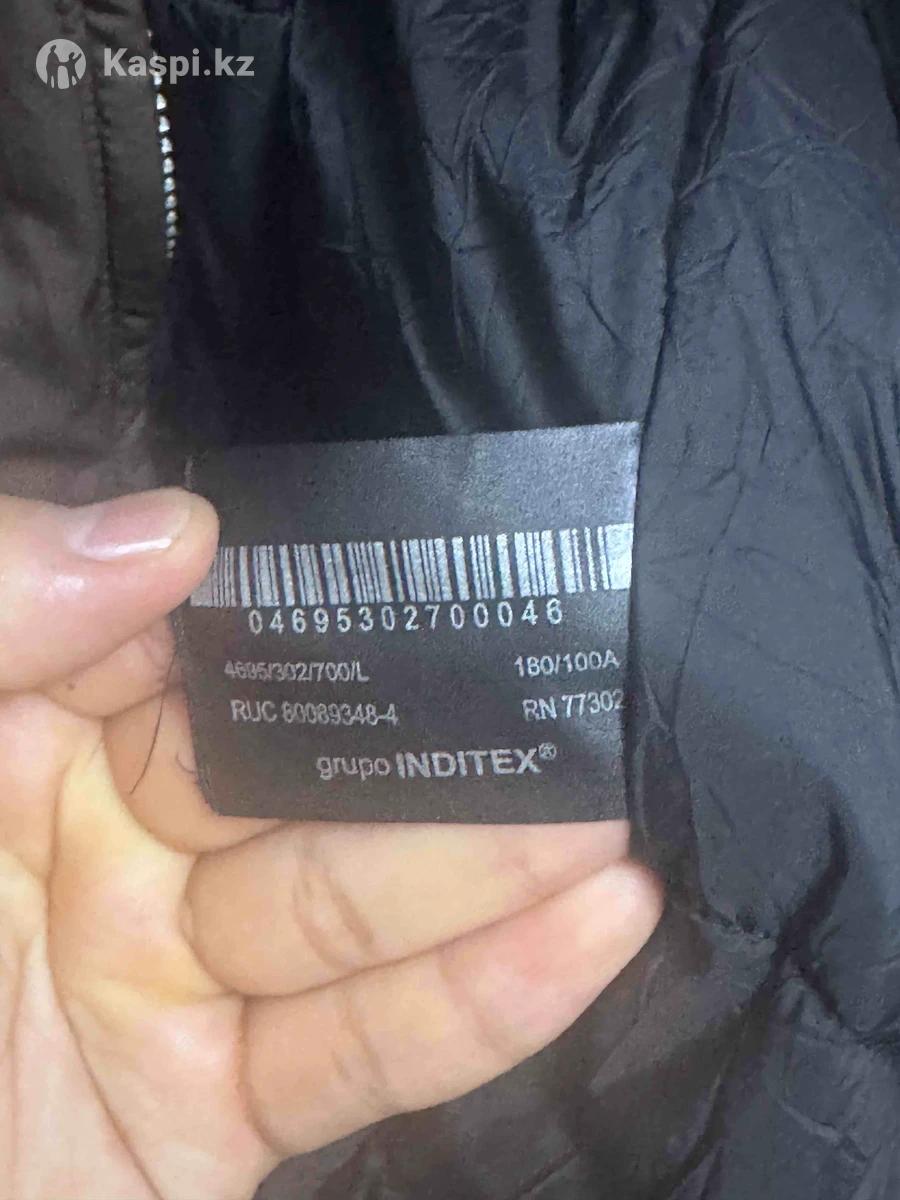 Kaspi.kz
04695302700046
4695/302/700/L 180/100A
RUC 80089348-4 RN 77302
grupo INDITEX®